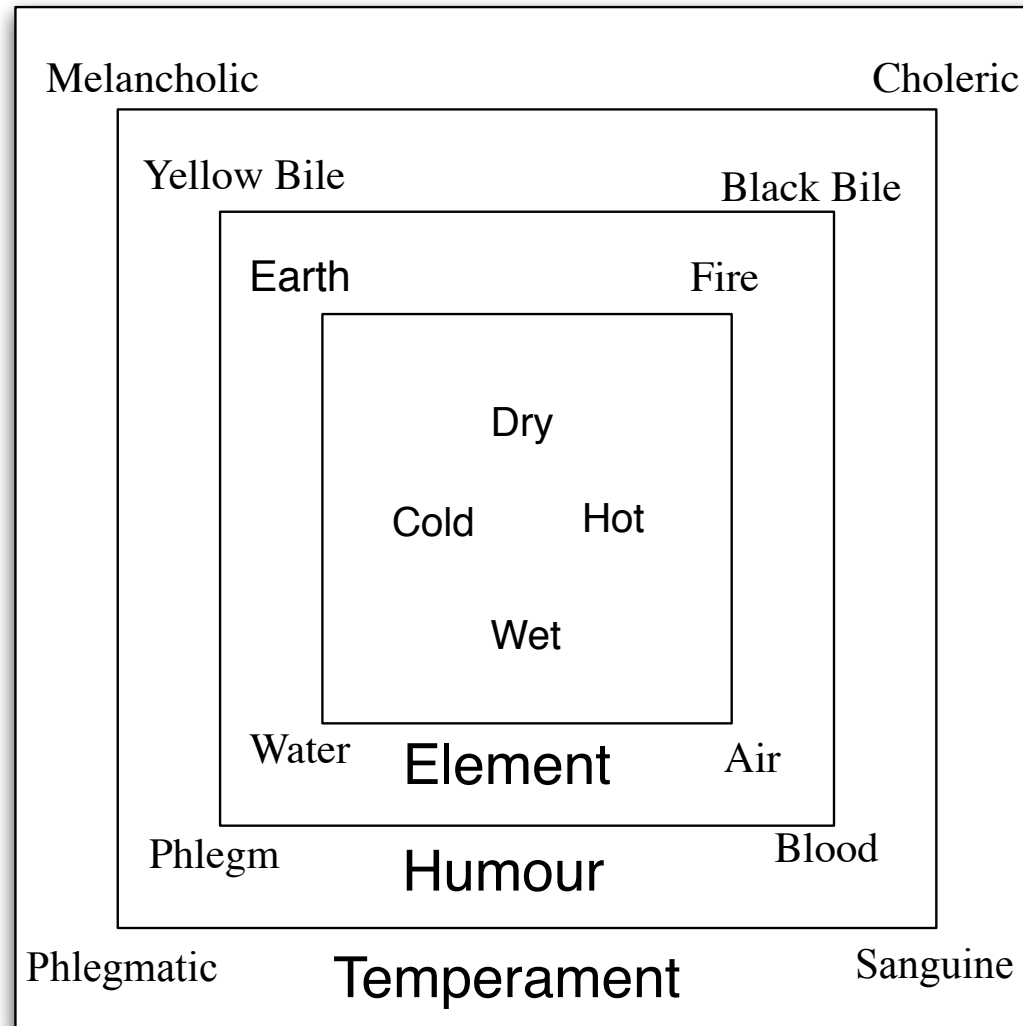 Melancholic Choleric
Yellow Bile Black Bile
Earth Fire
Dry
Cold Hot
Wet
Water Element Air
Phlegm Humour Blood
Phlegmatic Temperament Sanguine